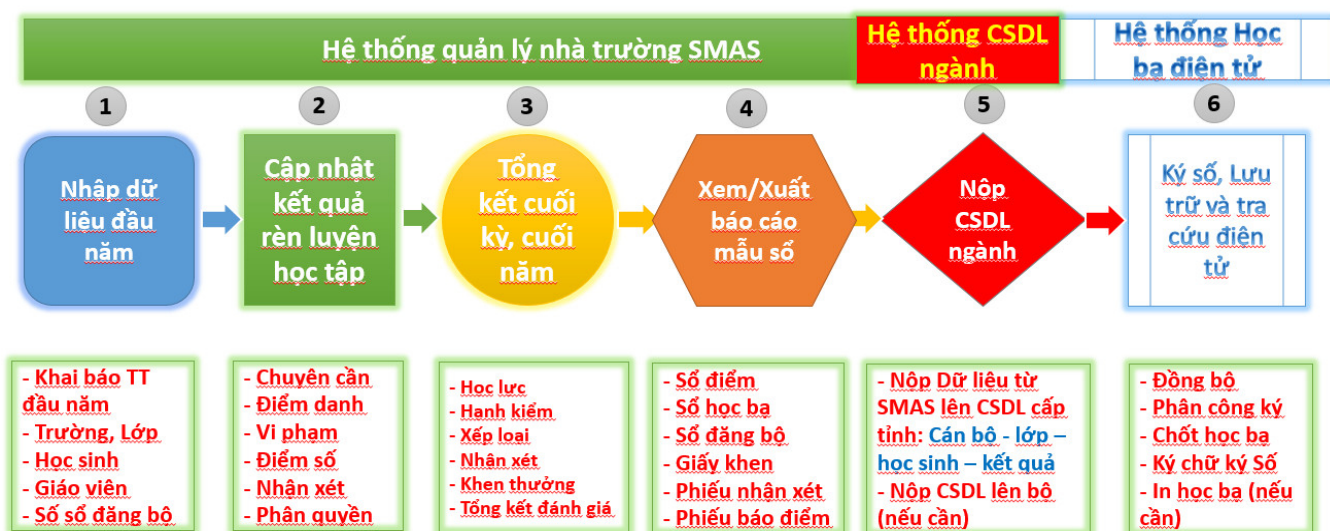 Hệ thống quản lý nhà trường SMAS
Hệ thống CSDL
ngành
Hệ thống Học
bạ điện tử
1
2
3
4
5
6
Nhập dữ
liệu đầu
năm
Cập nhật
kết quả
rèn luyện
học tập
Tổng
kết cuối
kỳ, cuối
năm
Xem/Xuất
báo cáo
mẫu sổ
Nộp
CSDL
ngành
Ký số, Lưu
trữ và tra
cứu điện
tử
- Khai báo TT
đầu năm
- Trường, Lớp
- Học sinh
- Giáo viên
- Số sổ đăng bộ
- Chuyên cần
- Điểm danh
- Vi phạm
- Điểm số
- Nhận xét
- Phân quyền
- Học lực
- Hạnh kiểm
- Xếp loại
- Nhận xét
- Khen thưởng
- Tổng kết đánh giá
- Sổ điểm
- Sổ học bạ
- Sổ đăng bộ
- Giấy khen
- Phiếu nhận xét
- Phiếu báo điểm
- Nộp Dữ liệu từ
SMAS lên CSDL cấp
tỉnh: Cán bộ - lớp –
học sinh – kết quả
- Nộp CSDL lên bộ
(nếu cần)
- Đồng bộ
- Phân công ký
- Chốt học bạ
- Ký chữ ký Số
- In học bạ (nếu
cần)